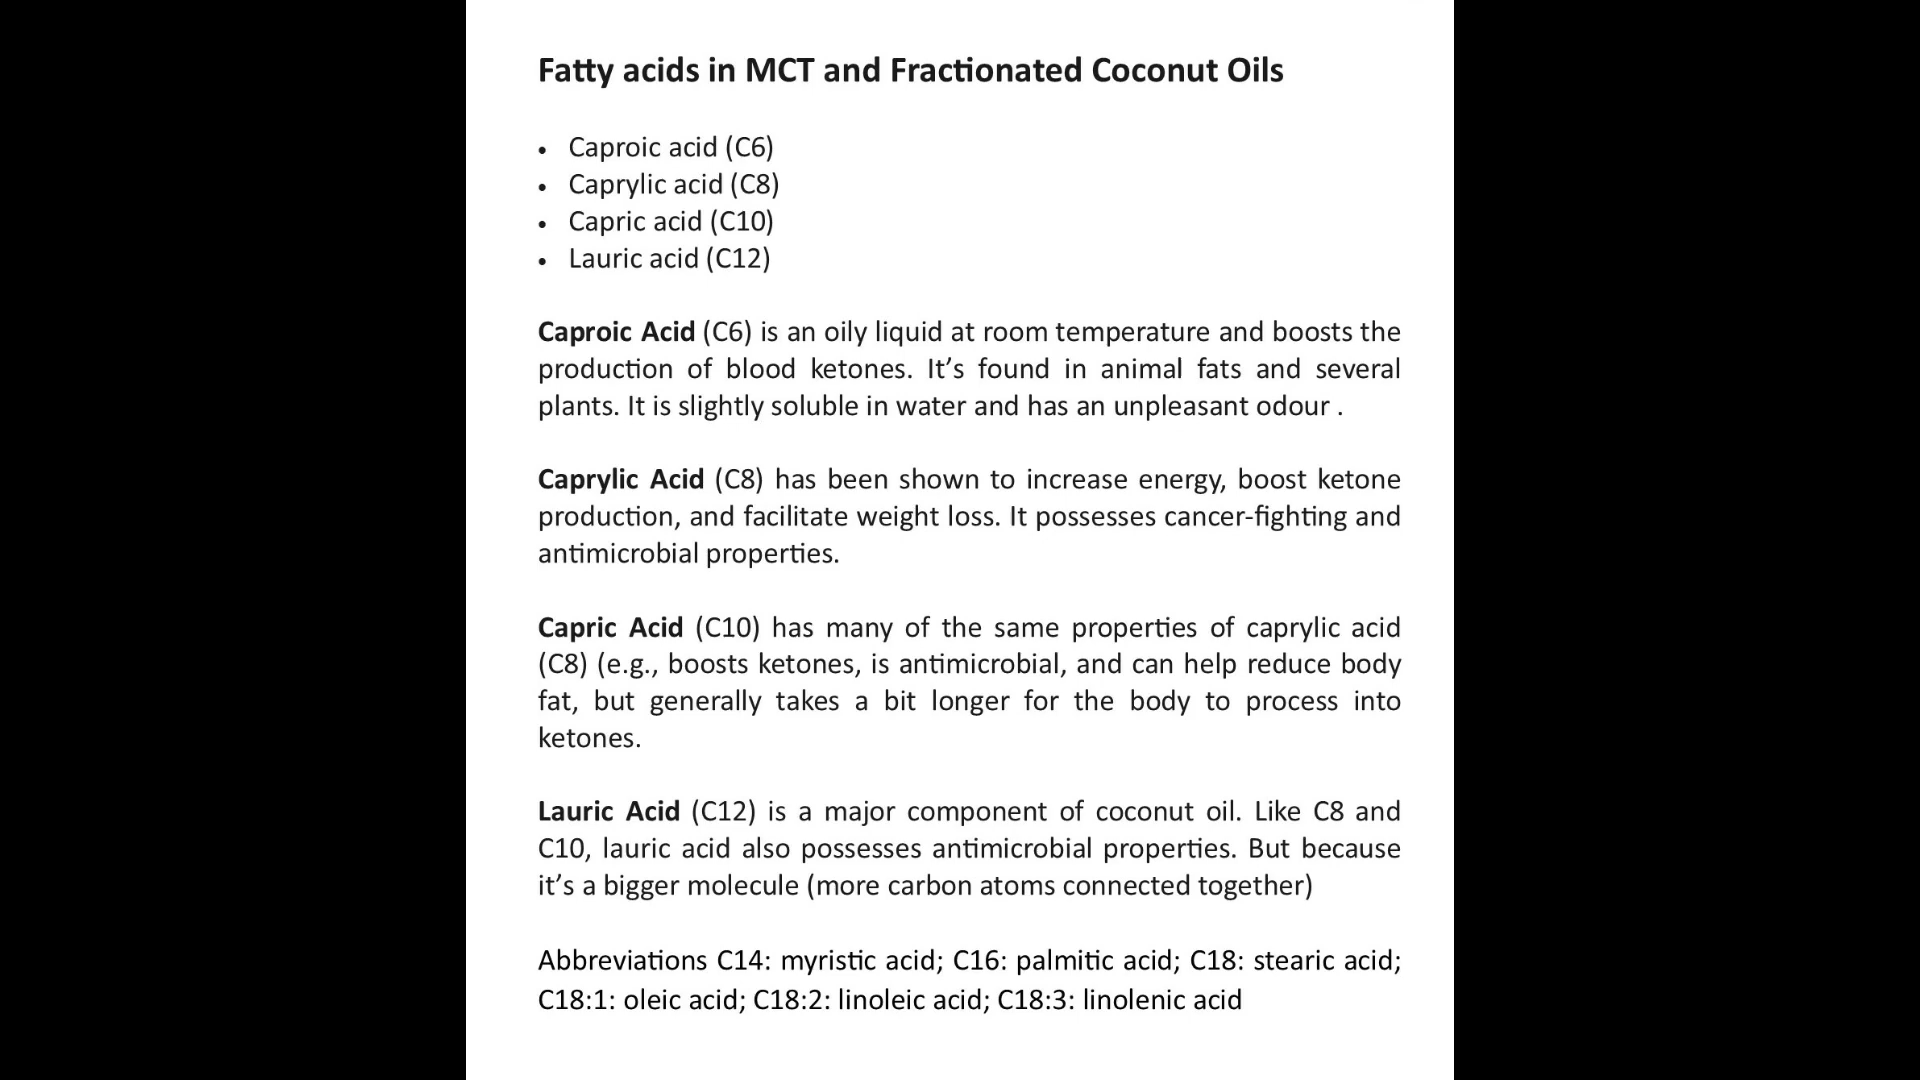 Fatty acids in MCT and Fractionated Coconut Oils
• Caproic acid (C6)
• Caprylic acid (C8)
• Capric acid (C10)
• Lauric acid (C12)
Caproic Acid (C6) is an oily liquid at room temperature and boosts the
production of blood ketones. It’s found in animal fats and several
plants. It is slightly soluble in water and has an unpleasant odour .
Caprylic Acid (C8) has been shown to increase energy, boost ketone
production, and facilitate weight loss. It possesses cancer-fighting and
antimicrobial properties.
Capric Acid (C10) has many of the same properties of caprylic acid
(C8) (e.g., boosts ketones, is antimicrobial, and can help reduce body
fat, but generally takes a bit longer for the body to process into
ketones.
Lauric Acid (C12) is a major component of coconut oil. Like C8 and
C10, lauric acid also possesses antimicrobial properties. But because
it’s a bigger molecule (more carbon atoms connected together)
Abbreviations C14: myristic acid; C16: palmitic acid; C18: stearic acid;
C18:1: oleic acid; C18:2: linoleic acid; C18:3: linolenic acid